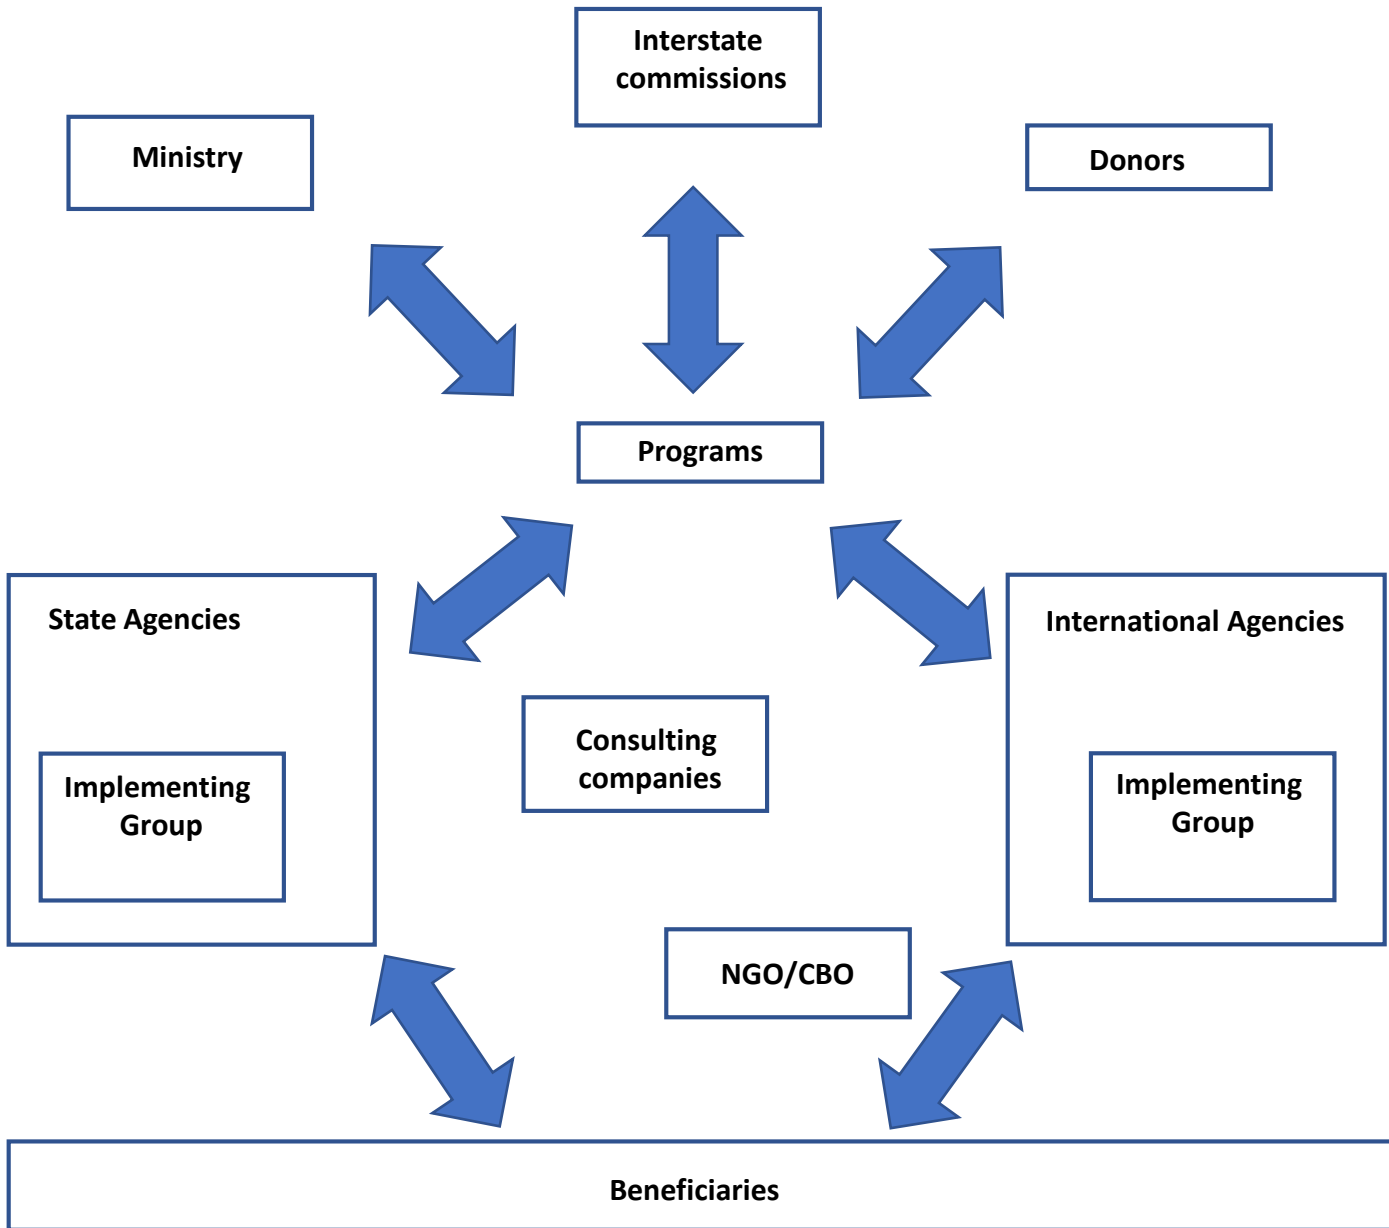 Interstate
commissions
Ministry
Donors
Programs
State Agencies
International Agencies
Consulting
companies
Implementing
Group
Implementing
Group
NGO/CBO
Beneficiaries